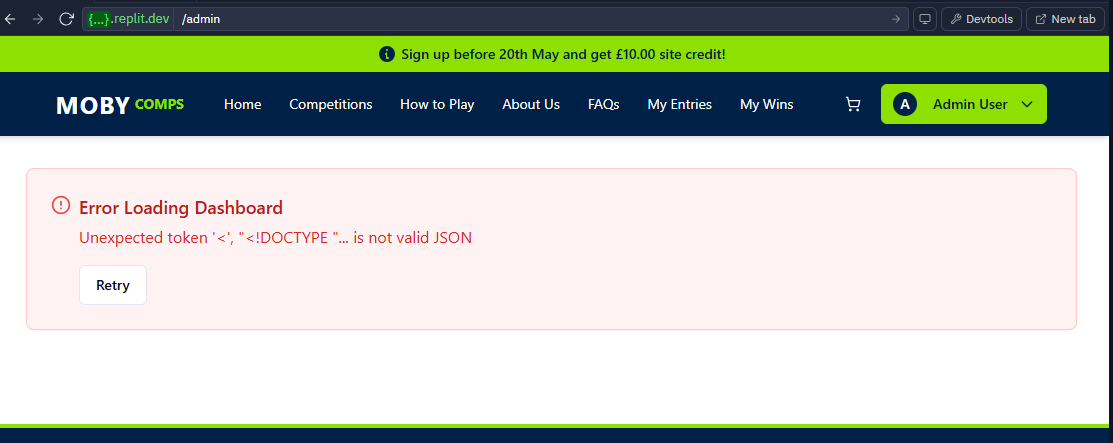 {...}.replit.dev /admin Devtools New tab
Sign up before 20th May and get £10.00 site credit!
MOBY COMPS Home Competitions How to Play About Us FAQs My Entries My Wins A Admin User
Error Loading Dashboard
Unexpected token '<', "<!DOCTYPE "... is not valid JSON
Retry